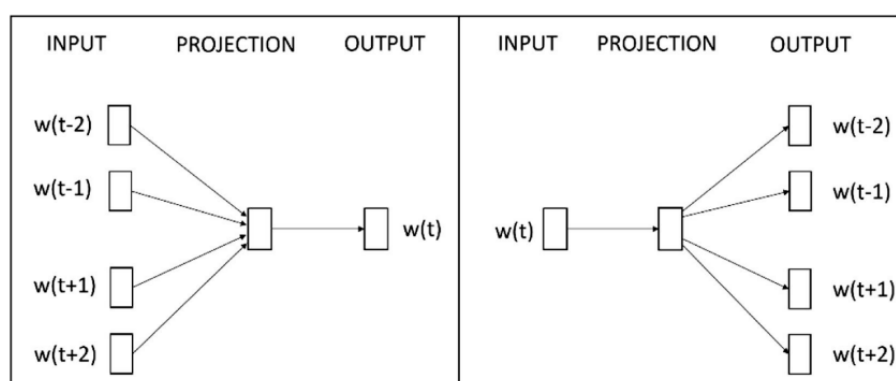 INPUT PROJECTION OUTPUT
w(t-2)
w(t-1)
w(t)
w(t+1)
w(t+2)
INPUT PROJECTION OUTPUT
w(t-2)
w(t-1)
w(t)
w(t+1)
w(t+2)